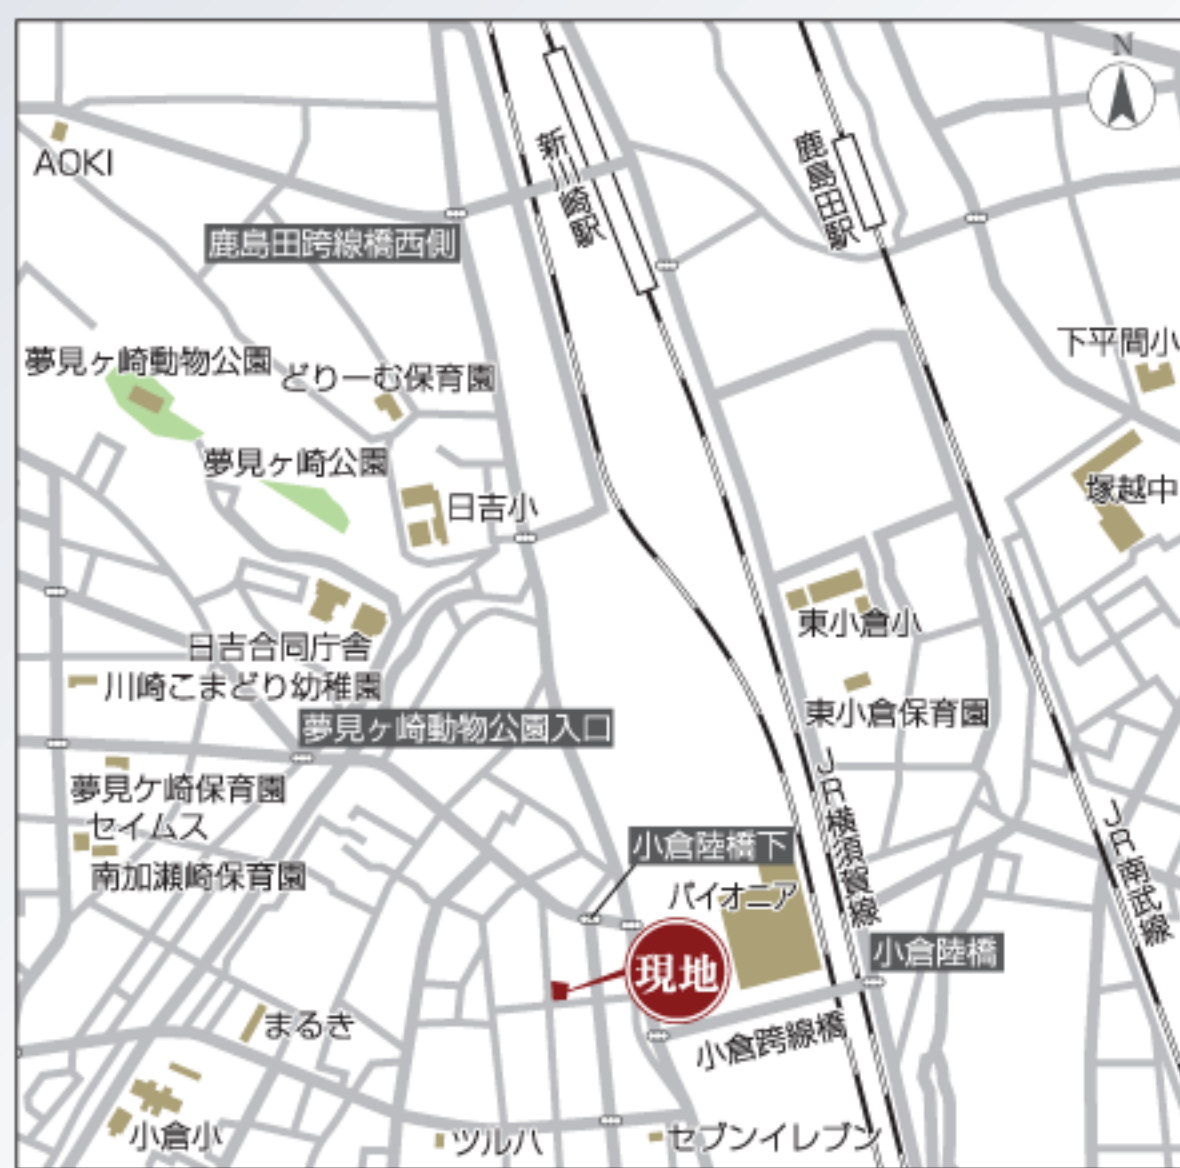 N
AOKI
新川崎駅
鹿島田駅
鹿島田跨線橋西側
下平間小
夢見ヶ崎動物公園
どりーむ保育園
夢見ヶ崎公園
日吉小
塚越中
東小倉小
日吉合同庁舎
川崎こまどり幼稚園
東小倉保育園
夢見ヶ崎動物公園入口
JR横須賀線
JR南武線
夢見ケ崎保育園
セイムス
南加瀬崎保育園
小倉陸橋下
パイオニア
小倉陸橋
現地
まるき
小倉跨線橋
小倉小
ツルハ
セブンイレブン